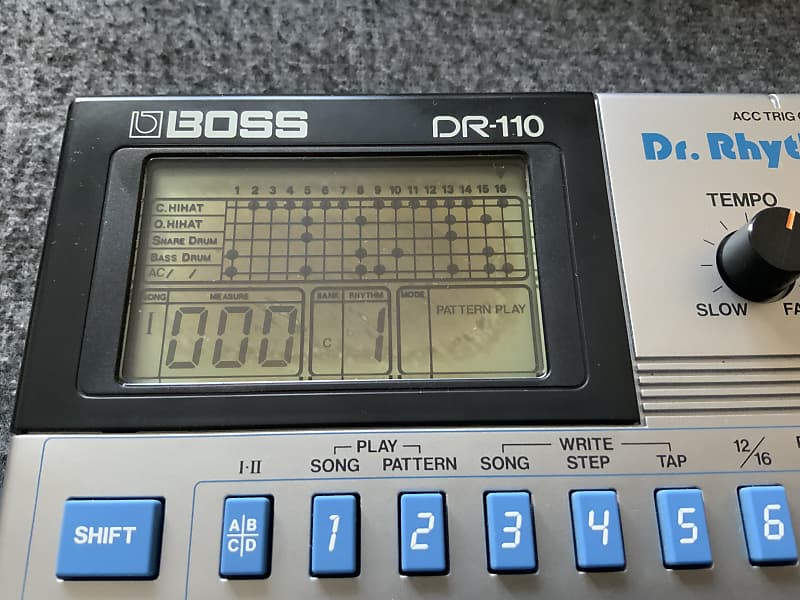 BOSS DR-110
ACC TRIG
Dr. Rhyt
TEMPO
SLOW FA
1 2 3 4 5 6 7 8 9 10 11 12 13 14 15 16
C.HIHAT
O.HIHAT
SNARE DRUM
BASS DRUM
AC/ /
SONG MEASURE BANK RHYTHM MODE
I 000 C 1 PATTERN PLAY
PLAY WRITE
I·II SONG PATTERN SONG STEP TAP 12/16
SHIFT A B C D 1 2 3 4 5 6